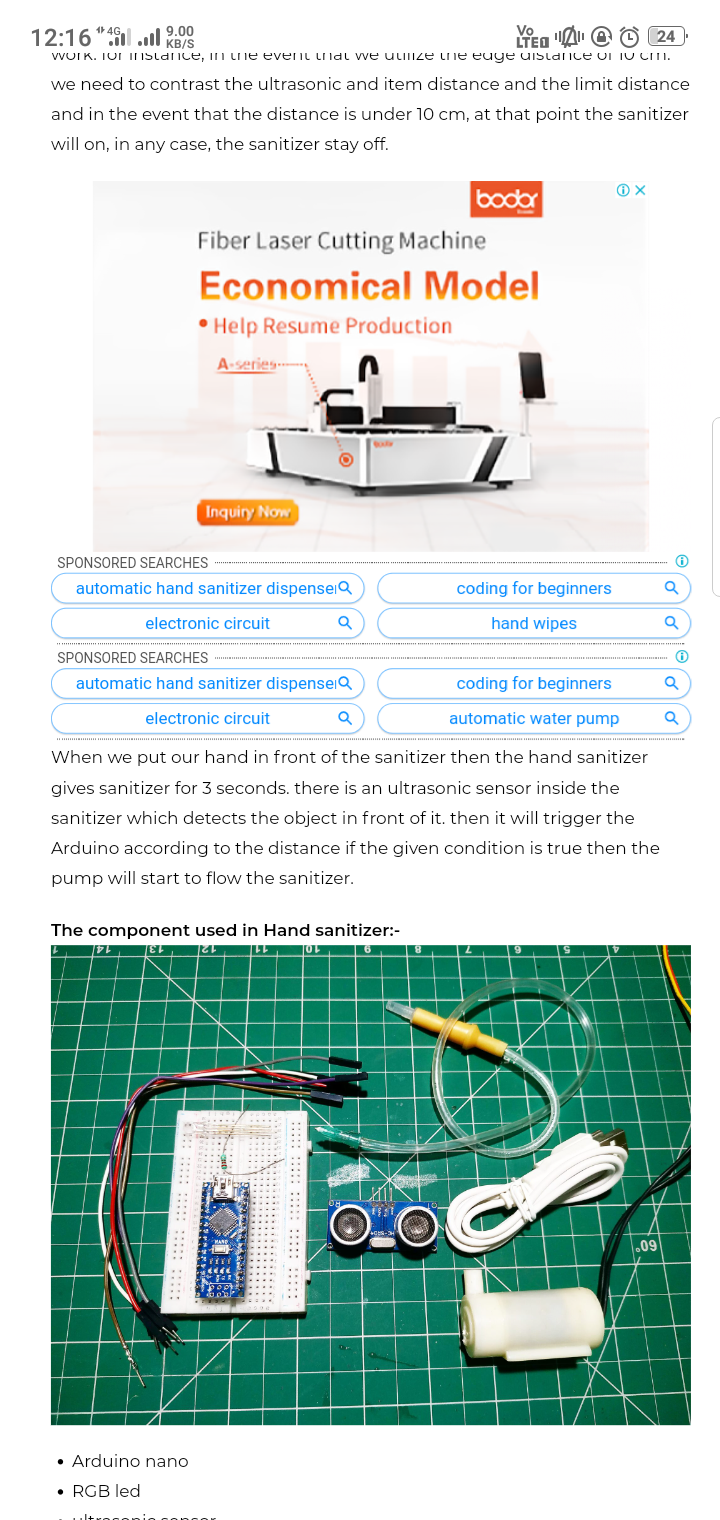 12:16 4G 9.00 KB/S VoLTE 24
work. for instance, in the event that we utilize the edge distance of 10 cm.
we need to contrast the ultrasonic and item distance and the limit distance
and in the event that the distance is under 10 cm, at that point the sanitizer
will on, in any case, the sanitizer stay off.
bodor
Fiber Laser Cutting Machine
Economical Model
• Help Resume Production
A-series
bodor
Inquiry Now
SPONSORED SEARCHES
automatic hand sanitizer dispenser
coding for beginners
electronic circuit
hand wipes
SPONSORED SEARCHES
automatic hand sanitizer dispenser
coding for beginners
electronic circuit
automatic water pump
When we put our hand in front of the sanitizer then the hand sanitizer
gives sanitizer for 3 seconds. there is an ultrasonic sensor inside the
sanitizer which detects the object in front of it. then it will trigger the
Arduino according to the distance if the given condition is true then the
pump will start to flow the sanitizer.
The component used in Hand sanitizer:-
14 13 12 11 10 9 8 7 6 5 4
NANO
HC-SR04
60°
• Arduino nano
• RGB led
• ultrasonic sensor